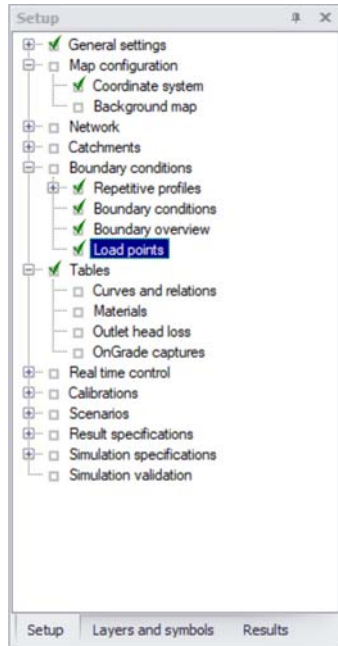 Setup
General settings
Map configuration
Coordinate system
Background map
Network
Catchments
Boundary conditions
Repetitive profiles
Boundary conditions
Boundary overview
Load points
Tables
Curves and relations
Materials
Outlet head loss
OnGrade captures
Real time control
Calibrations
Scenarios
Result specifications
Simulation specifications
Simulation validation
Setup Layers and symbols Results